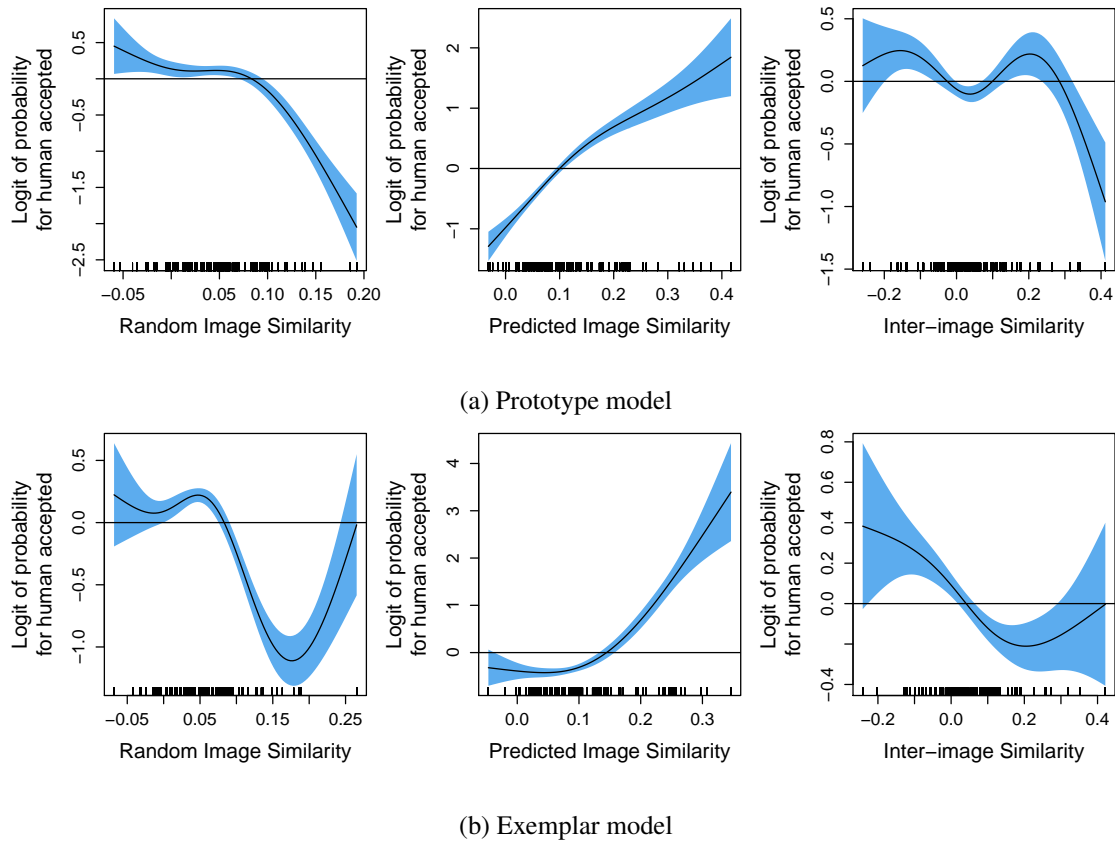 Logit of probability
for human accepted
0.5
-0.5
-1.5
-2.5
−0.05 0.00 0.05 0.10 0.15 0.20
Random Image Similarity
Logit of probability
for human accepted
2
1
0
−1
0.0 0.1 0.2 0.3 0.4
Predicted Image Similarity
Logit of probability
for human accepted
0.5
0.0
−0.5
−1.0
−1.5
−0.2 0.0 0.2 0.4
Inter−image Similarity
(a) Prototype model
Logit of probability
for human accepted
0.5
0.0
−1.0
−0.5
−0.05 0.05 0.15 0.25
Random Image Similarity
Logit of probability
for human accepted
4
3
2
1
0
0.0 0.1 0.2 0.3
Predicted Image Similarity
Logit of probability
for human accepted
0.8
0.6
0.4
0.2
0.0
−0.4
−0.2 0.0 0.2 0.4
Inter−image Similarity
(b) Exemplar model